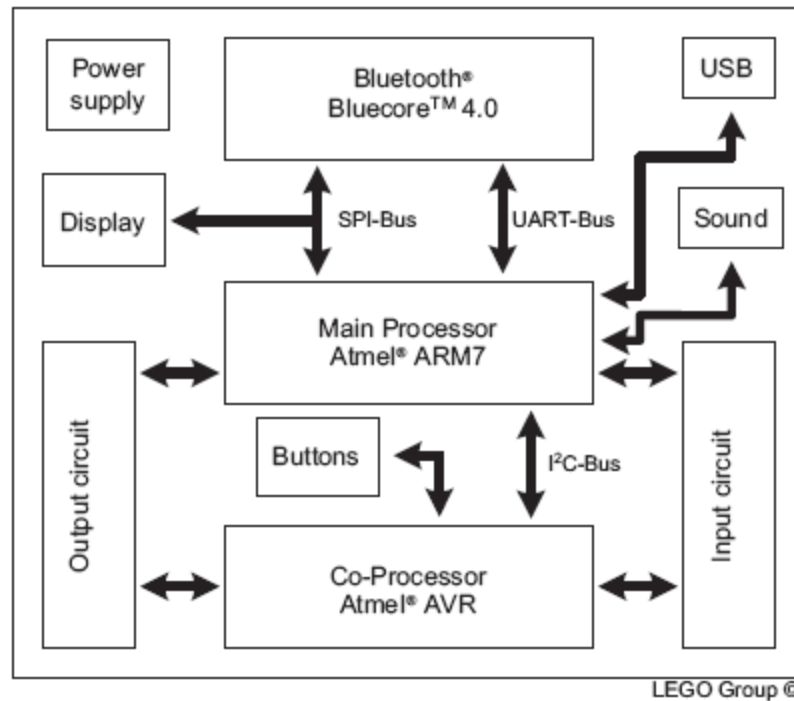 Power
supply
Bluetooth®
Bluecore™ 4.0
USB
Display
SPI-Bus
UART-Bus
Sound
Main Processor
Atmel® ARM7
Output circuit
Buttons
I²C-Bus
Input circuit
Co-Processor
Atmel® AVR
LEGO Group ©